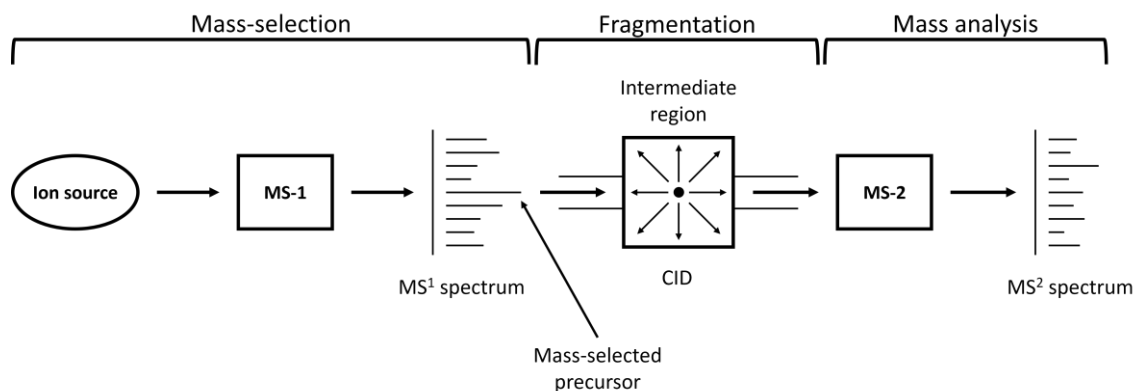 Mass-selection
Fragmentation
Mass analysis
Intermediate
region
Ion source
MS-1
MS-2
MS¹ spectrum
CID
MS² spectrum
Mass-selected
precursor